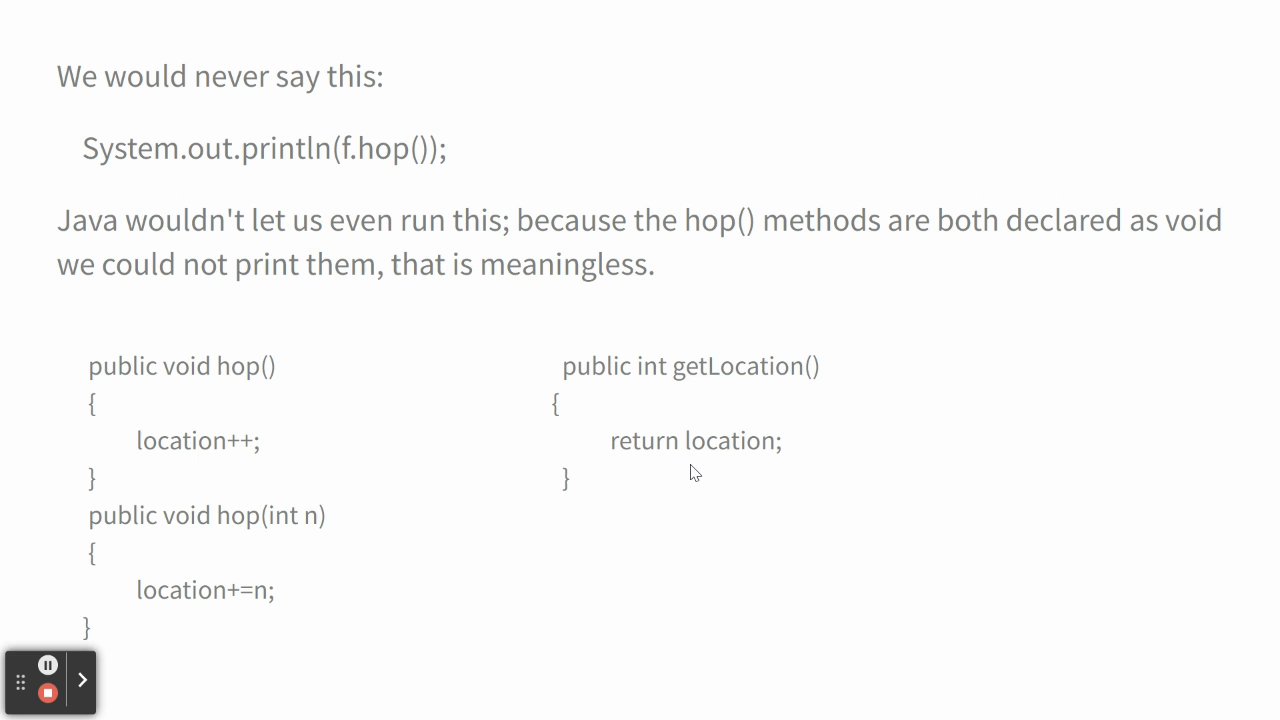 We would never say this:
System.out.println(f.hop());
Java wouldn't let us even run this; because the hop() methods are both declared as void
we could not print them, that is meaningless.
public void hop()
{
location++;
}
public void hop(int n)
{
location+=n;
}
public int getLocation()
{
return location;
}